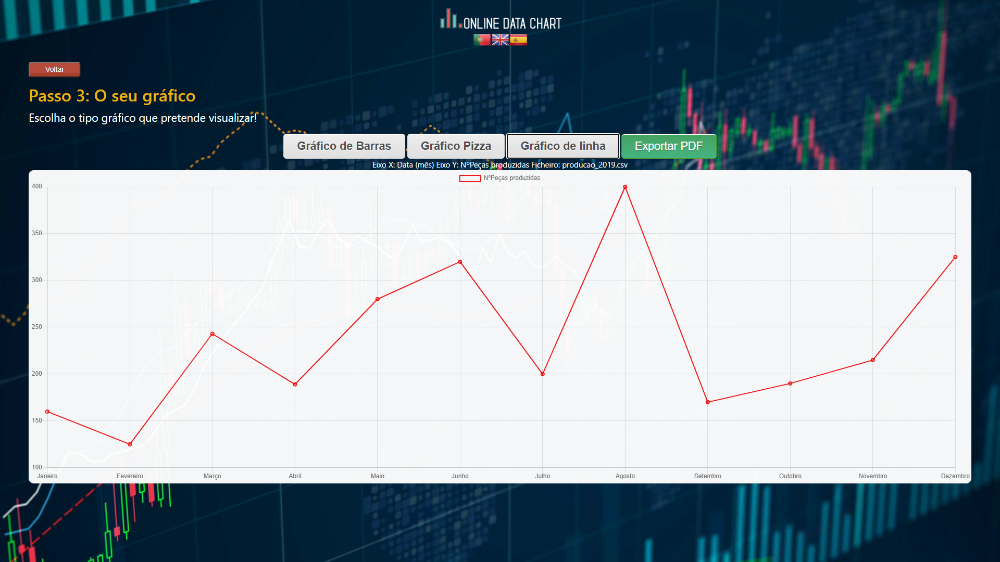 ONLINE DATA CHART
Voltar
Passo 3: O seu gráfico
Escolha o tipo gráfico que pretende visualizar!
Gráfico de Barras
Gráfico Pizza
Gráfico de linha
Exportar PDF
Eixo X: Data (mês) Eixo Y: NºPeças produzidas Ficheiro: producao_2019.csv
NºPeças produzidas
400
350
300
250
200
150
100
Janeiro Fevereiro Março Abril Maio Junho Julho Agosto Setembro Outobro Novembro Dezembro